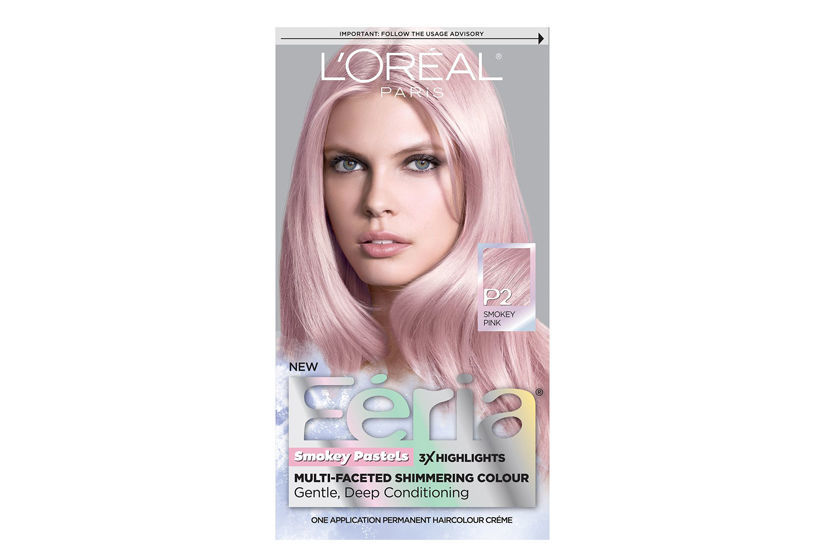 IMPORTANT: FOLLOW THE USAGE ADVISORY
L'ORÉAL®
PARIS
P2
SMOKEY
PINK
NEW
Féria®
Smokey Pastels 3X HIGHLIGHTS
MULTI-FACETED SHIMMERING COLOUR
Gentle, Deep Conditioning
ONE APPLICATION PERMANENT HAIRCOLOUR CRÉME